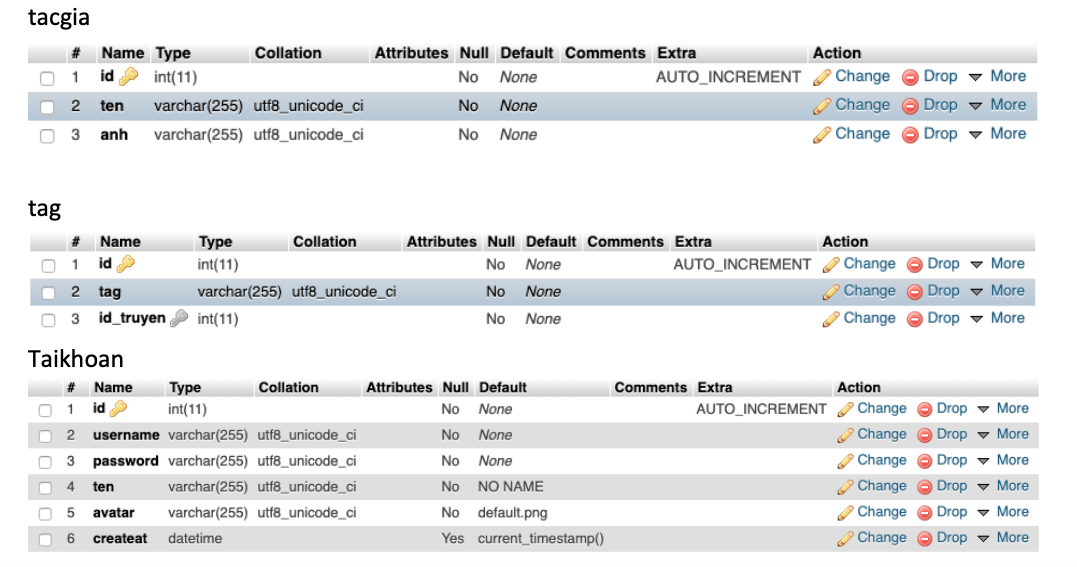 tacgia
# Name Type Collation Attributes Null Default Comments Extra Action
1 id int(11) No None AUTO_INCREMENT Change Drop More
2 ten varchar(255) utf8_unicode_ci No None Change Drop More
3 anh varchar(255) utf8_unicode_ci No None Change Drop More
tag
# Name Type Collation Attributes Null Default Comments Extra Action
1 id int(11) No None AUTO_INCREMENT Change Drop More
2 tag varchar(255) utf8_unicode_ci No None Change Drop More
3 id_truyen int(11) No None Change Drop More
Taikhoan
# Name Type Collation Attributes Null Default Comments Extra Action
1 id int(11) No None AUTO_INCREMENT Change Drop More
2 username varchar(255) utf8_unicode_ci No None Change Drop More
3 password varchar(255) utf8_unicode_ci No None Change Drop More
4 ten varchar(255) utf8_unicode_ci No NO NAME Change Drop More
5 avatar varchar(255) utf8_unicode_ci No default.png Change Drop More
6 createat datetime Yes current_timestamp() Change Drop More